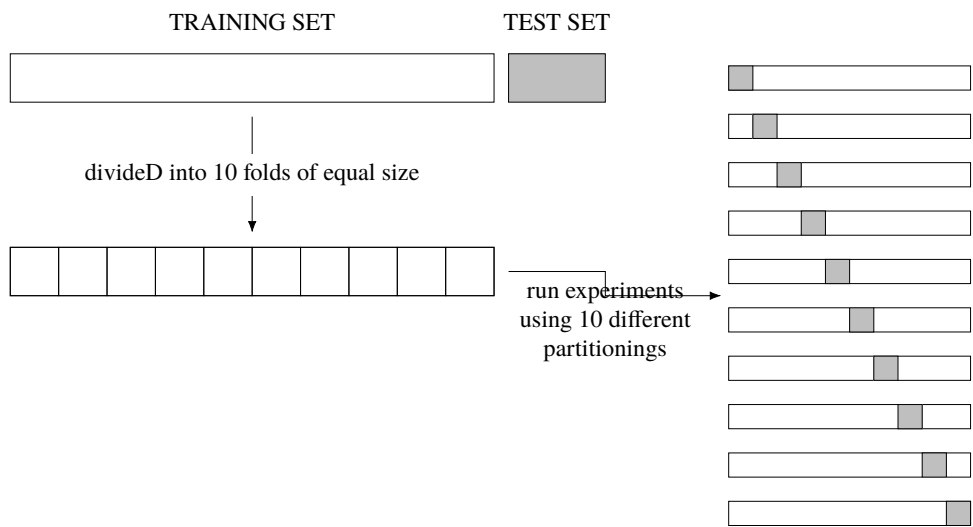 TRAINING SET
TEST SET
divideD into 10 folds of equal size
run experiments
using 10 different
partitionings